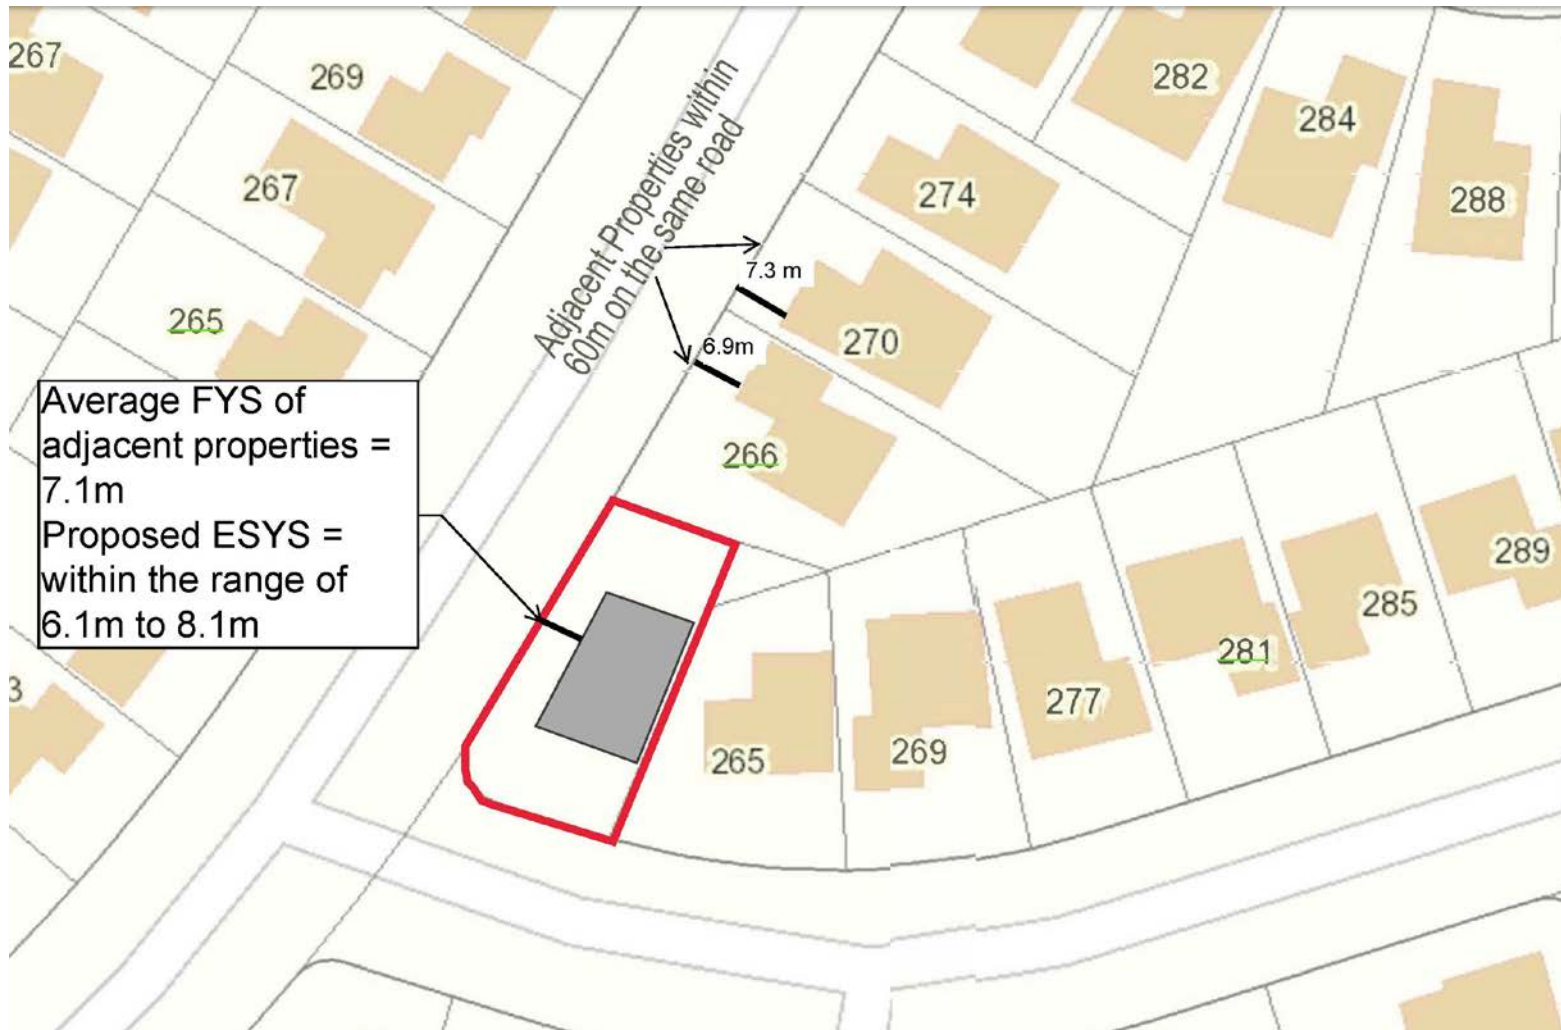 267
269
282
284
267
274
288
Adjacent Properties within
60m on the same road
7.3 m
265
6.9m
270
Average FYS of
adjacent properties =
7.1m
Proposed ESYS =
within the range of
6.1m to 8.1m
266
289
285
281
3
277
269
265